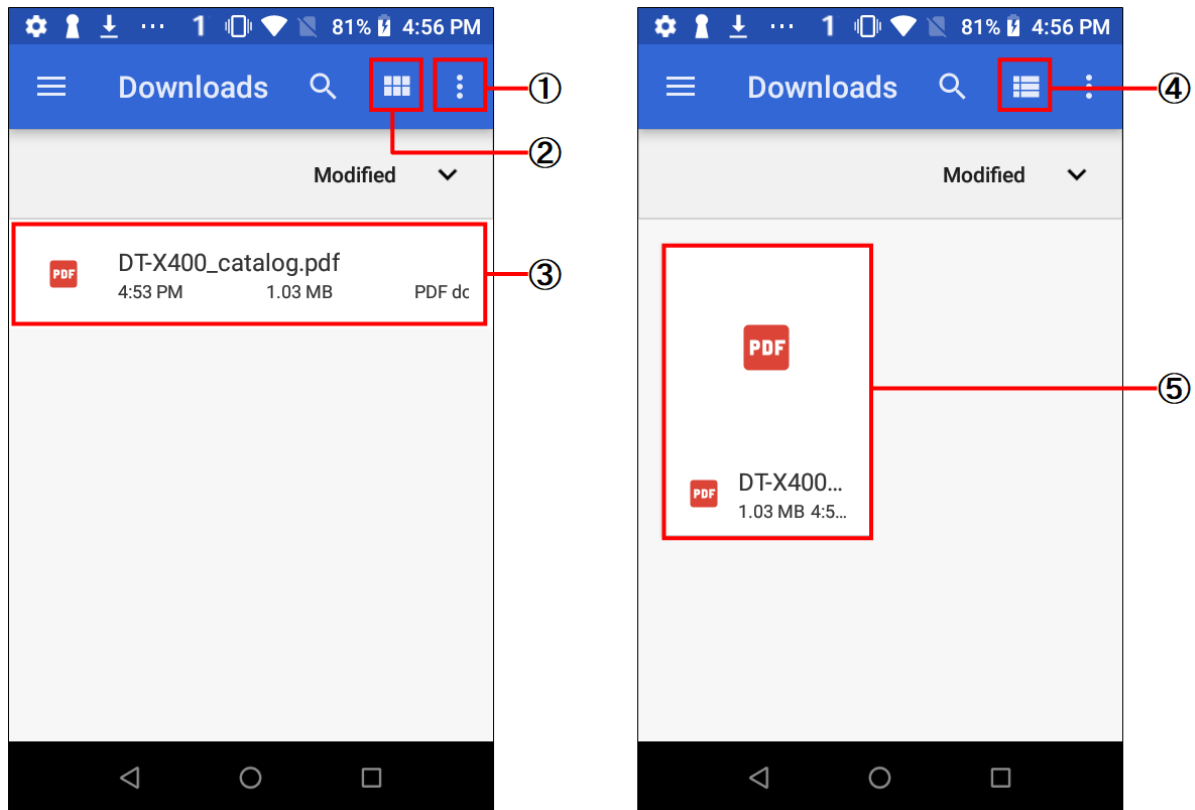 1 81% 4:56 PM
Downloads
①
②
Modified
PDF DT-X400_catalog.pdf
4:53 PM 1.03 MB PDF dc
③
1 81% 4:56 PM
Downloads
④
Modified
PDF
⑤
PDF DT-X400...
1.03 MB 4:5...